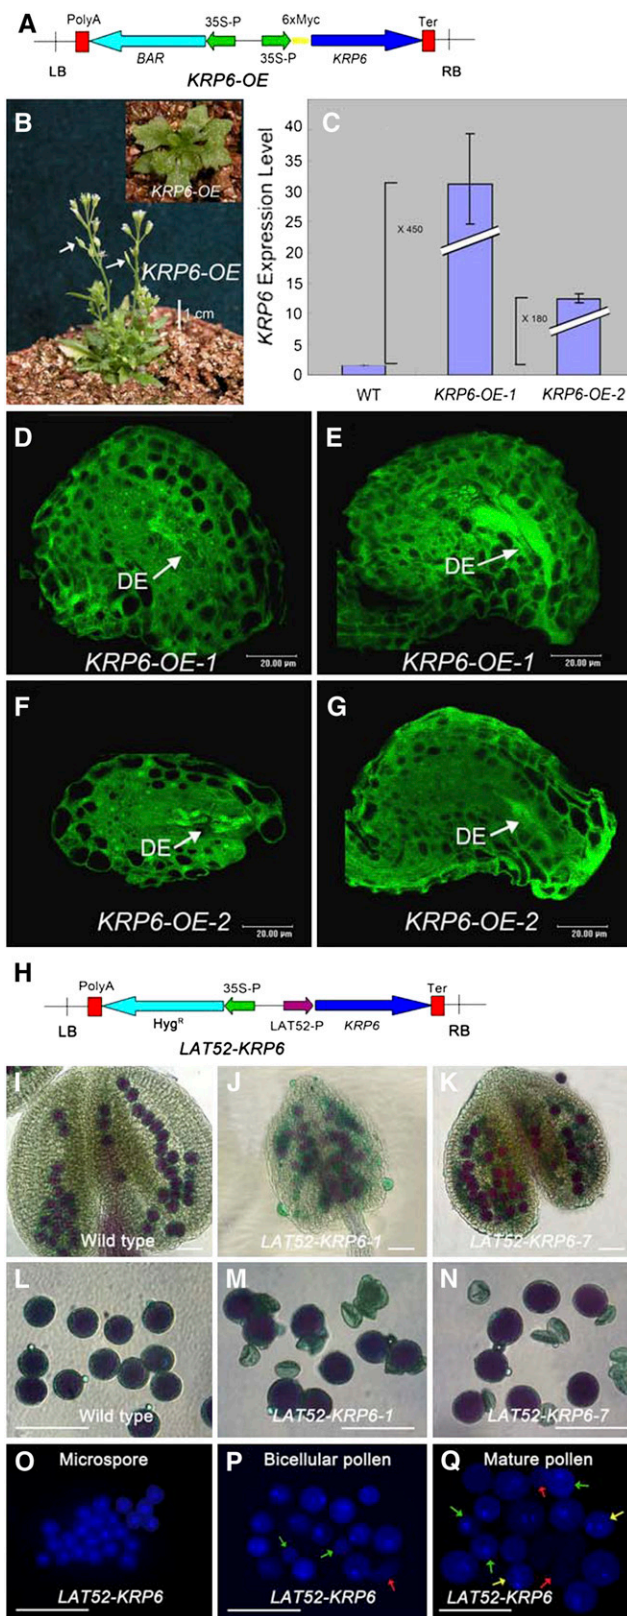 A
PolyA 35S-P 6xMyc Ter
LB BAR 35S-P KRP6 RB
KRP6-OE
B
KRP6-OE
KRP6-OE
1 cm
C
KRP6 Expression Level
40
35
30
25
20
15
10
5
0
X 450
X 180
WT KRP6-OE-1 KRP6-OE-2
D
DE
KRP6-OE-1
20.00 µm
E
DE
KRP6-OE-1
20.00 µm
F
DE
KRP6-OE-2
20.00 µm
G
DE
KRP6-OE-2
20.00 µm
H
PolyA 35S-P Ter
LB Hygᴿ LAT52-P KRP6 RB
LAT52-KRP6
I
Wild type
J
LAT52-KRP6-1
K
LAT52-KRP6-7
L
Wild type
M
LAT52-KRP6-1
N
LAT52-KRP6-7
O Microspore
LAT52-KRP6
P Bicellular pollen
LAT52-KRP6
Q Mature pollen
LAT52-KRP6